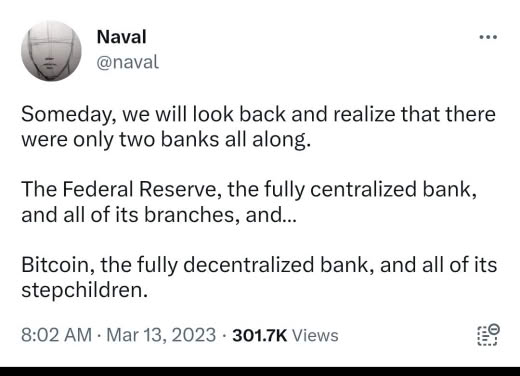 Naval
@naval
Someday, we will look back and realize that there
were only two banks all along.
The Federal Reserve, the fully centralized bank,
and all of its branches, and...
Bitcoin, the fully decentralized bank, and all of its
stepchildren.
8:02 AM · Mar 13, 2023 · 301.7K Views